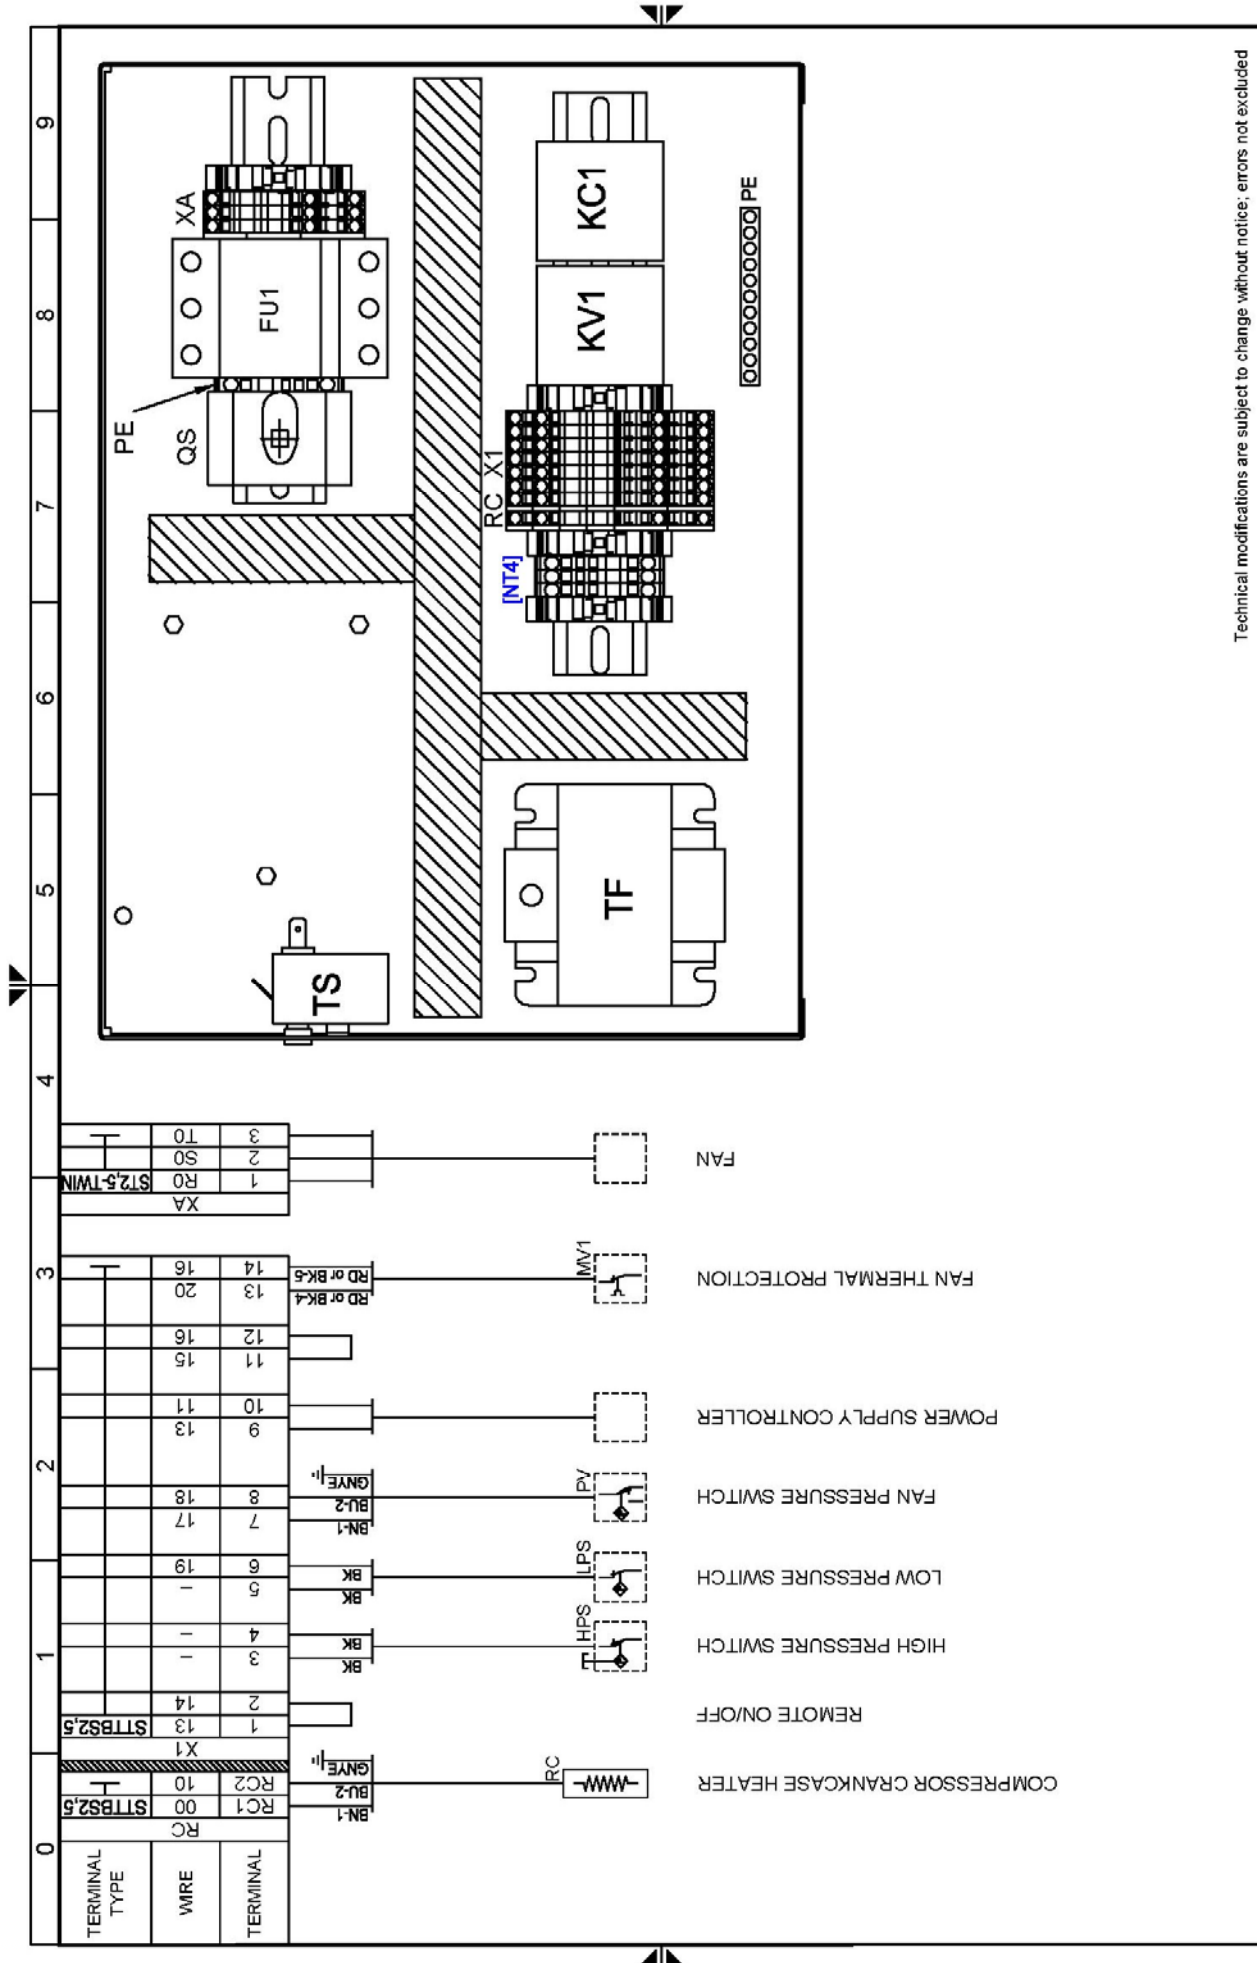 0 1 2 3 4 5 6 7 8 9
TERMINAL
TYPE
WIRE
TERMINAL
RC
STTBS2,5
00 10
RC1 RC2
BN-1 BU-2 GNYE
RC
COMPRESSOR CRANKCASE HEATER
X1
STTBS2,5
13 14
1 2
REMOTE ON/OFF
- -
3 4
BK BK
HPS
HIGH PRESSURE SWITCH
- 19
5 6
BK BK
LPS
LOW PRESSURE SWITCH
17 18
7 8
BN-1 BU-2 GNYE
PV
FAN PRESSURE SWITCH
13 11
9 10
POWER SUPPLY CONTROLLER
15 16
11 12
20 16
13 14
RD or BK-4
RD or BK-5
MV1
FAN THERMAL PROTECTION
XA
ST2,5-TWIN
R0 S0 T0
1 2 3
FAN
TS
PE
QS
FU1
XA
TF
[NT4]
RC X1
KV1
KC1
PE
Technical modifications are subject to change without notice; errors not excluded